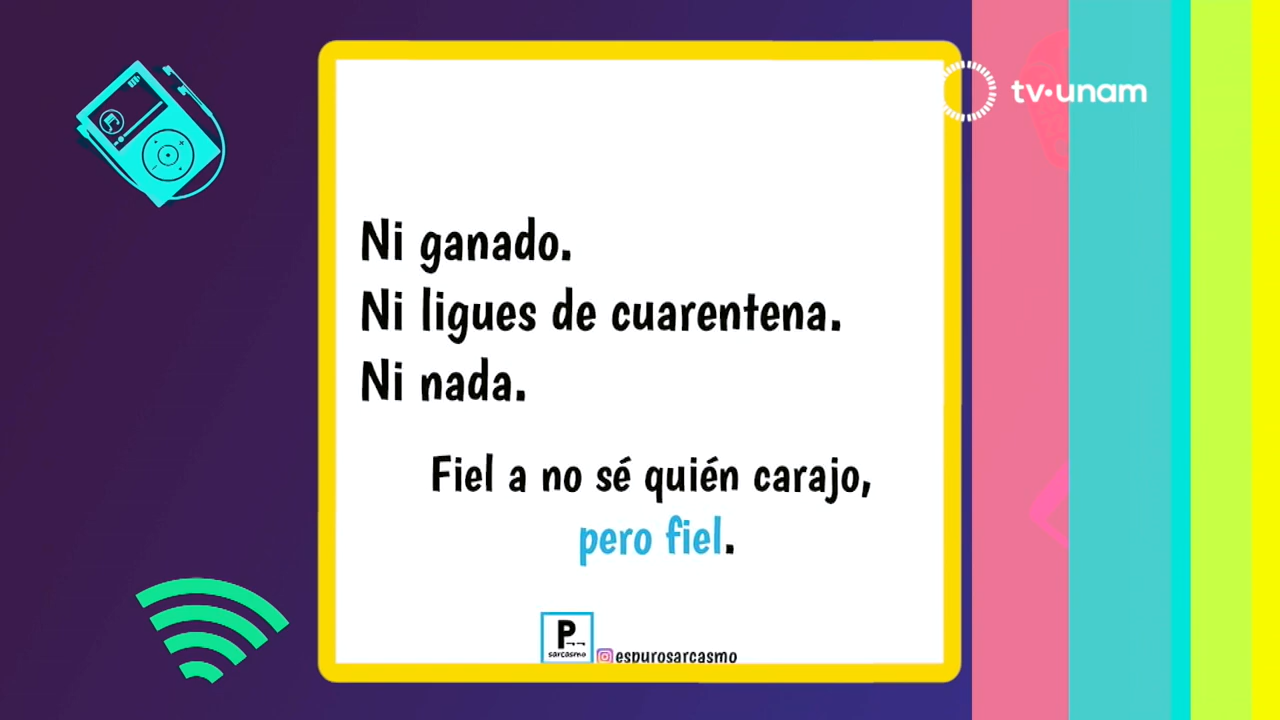 tv·unam
Ni ganado.
Ni ligues de cuarentena.
Ni nada.
Fiel a no sé quién carajo,
pero fiel.
P
sarcasmo
espurosarcasmo